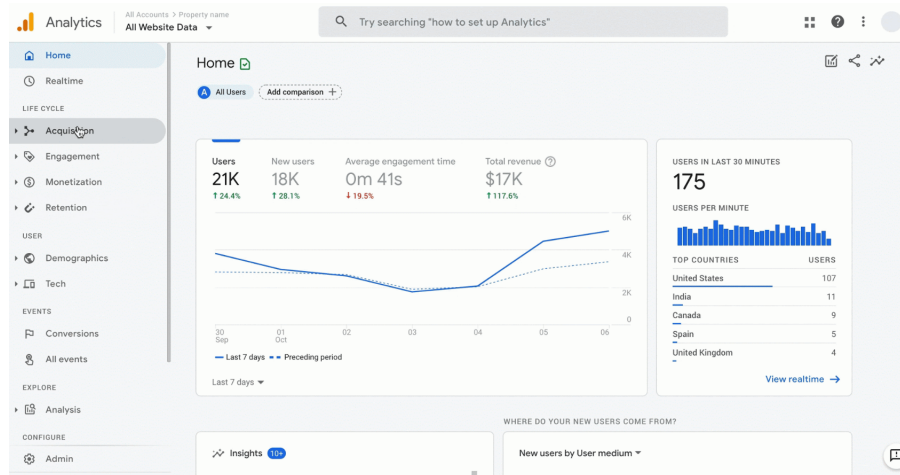 Analytics
All Accounts > Property name
All Website Data
Try searching "how to set up Analytics"
Home
Realtime
LIFE CYCLE
Acquisition
Engagement
Monetization
Retention
USER
Demographics
Tech
EVENTS
Conversions
All events
EXPLORE
Analysis
CONFIGURE
Admin
Home
A All Users
Add comparison +
Users
21K
↑ 24.4%
New users
18K
↑ 28.1%
Average engagement time
0m 41s
↓ 19.5%
Total revenue
$17K
↑ 117.6%
6K
4K
2K
0
30 Sep
01 Oct
02
03
04
05
06
Last 7 days
Preceding period
Last 7 days
USERS IN LAST 30 MINUTES
175
USERS PER MINUTE
TOP COUNTRIES USERS
United States 107
India 11
Canada 9
Spain 5
United Kingdom 4
View realtime →
Insights 10+
WHERE DO YOUR NEW USERS COME FROM?
New users by User medium